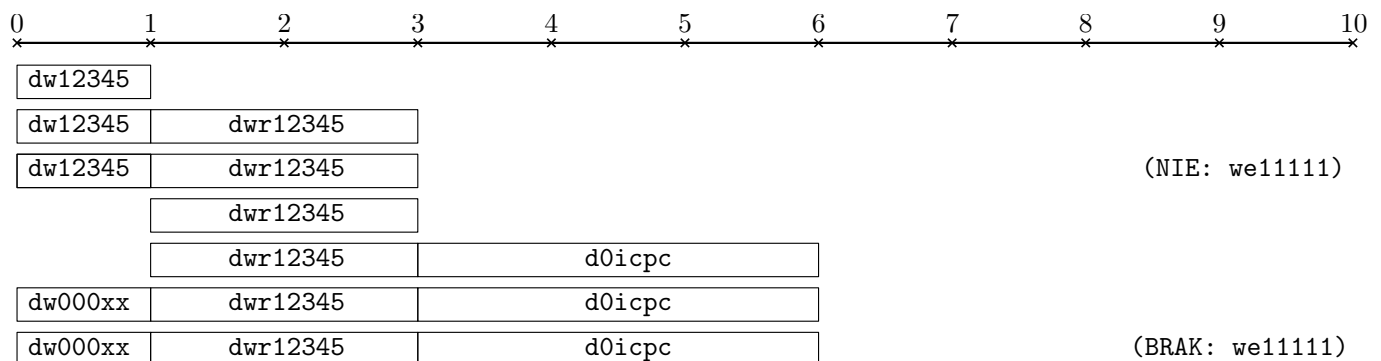 0 1 2 3 4 5 6 7 8 9 10
dw12345
dw12345 dwr12345
dw12345 dwr12345 (NIE: we11111)
dwr12345
dwr12345 d0icpc
dw000xx dwr12345 d0icpc
dw000xx dwr12345 d0icpc (BRAK: we11111)